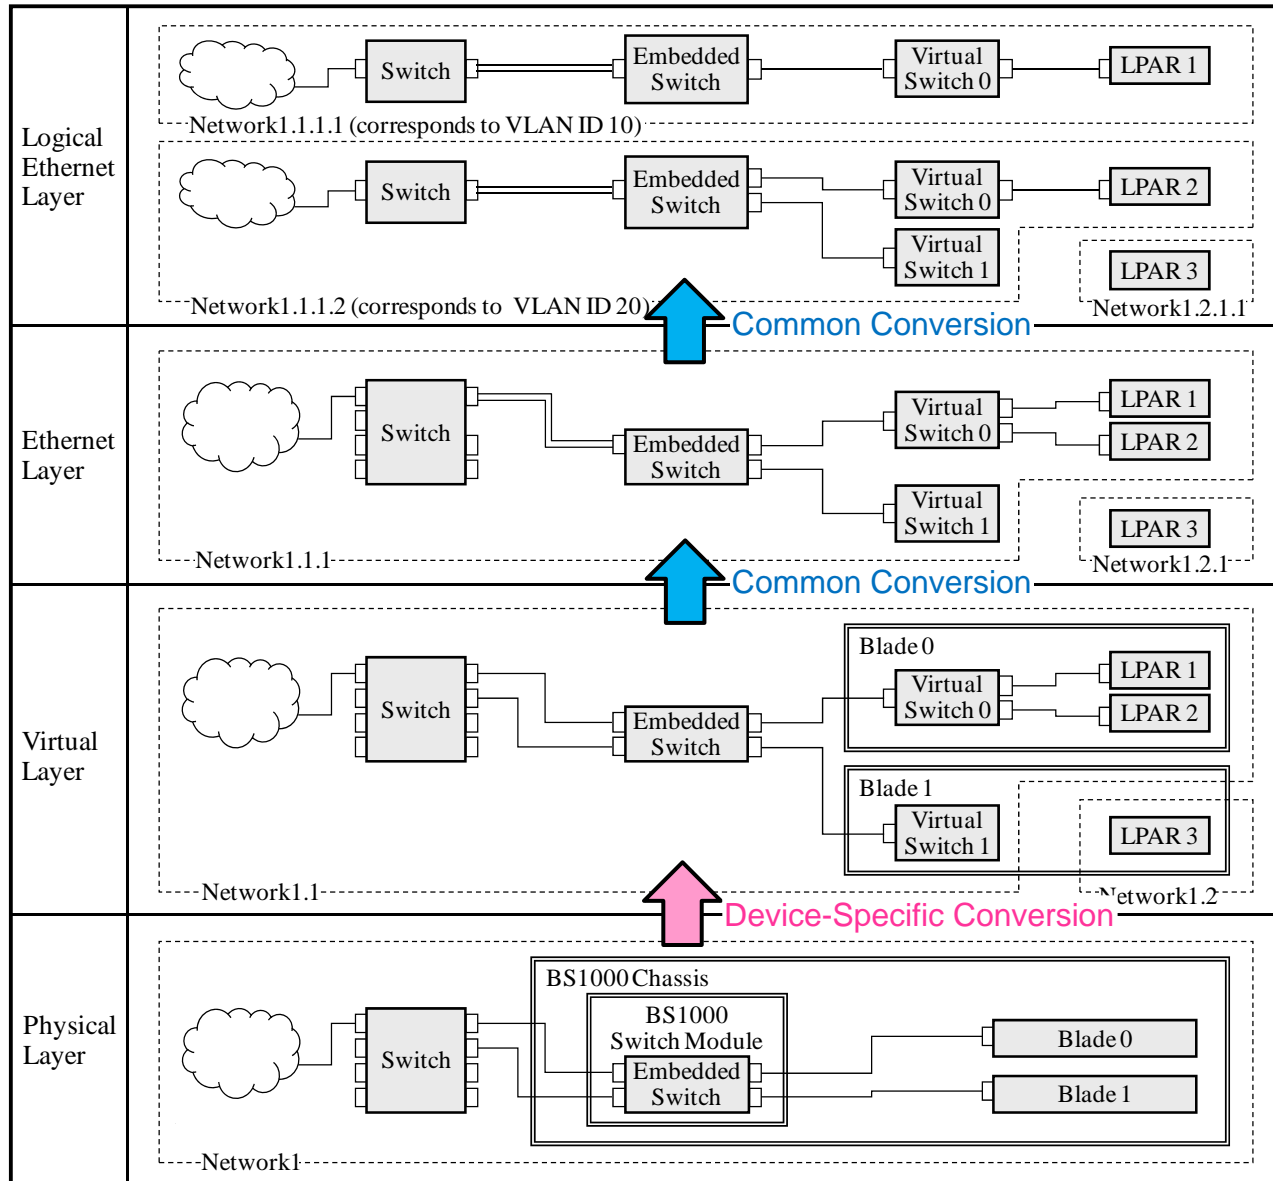 Logical
Ethernet
Layer
Switch
Embedded
Switch
Virtual
Switch 0
LPAR 1
Network1.1.1.1 (corresponds to VLAN ID 10)
Switch
Embedded
Switch
Virtual
Switch 0
LPAR 2
Virtual
Switch 1
LPAR 3
Network1.1.1.2 (corresponds to VLAN ID 20)
Network1.2.1.1
Common Conversion
Ethernet
Layer
Switch
Embedded
Switch
Virtual
Switch 0
LPAR 1
LPAR 2
Virtual
Switch 1
LPAR 3
Network1.1.1
Network1.2.1
Common Conversion
Virtual
Layer
Switch
Embedded
Switch
Blade 0
Virtual
Switch 0
LPAR 1
LPAR 2
Blade 1
Virtual
Switch 1
LPAR 3
Network1.1
Network1.2
Device-Specific Conversion
Physical
Layer
Switch
BS1000 Chassis
BS1000
Switch Module
Embedded
Switch
Blade 0
Blade 1
Network1